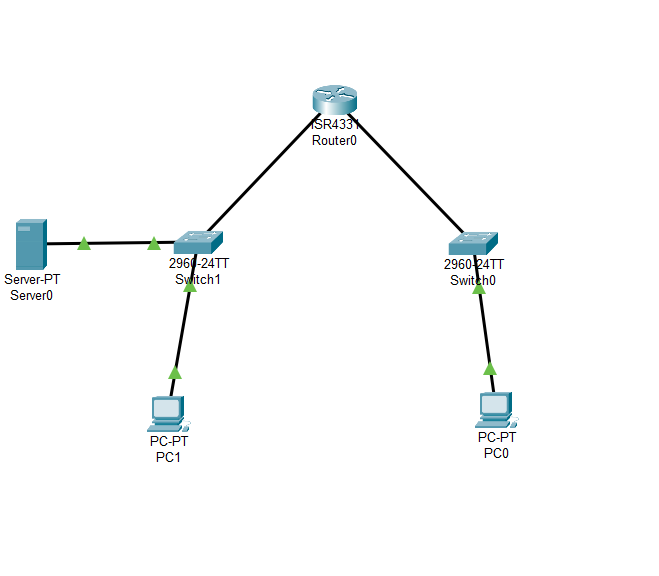 ISR4331
Router0
2960-24TT
Switch1
2960-24TT
Switch0
Server-PT
Server0
PC-PT
PC1
PC-PT
PC0